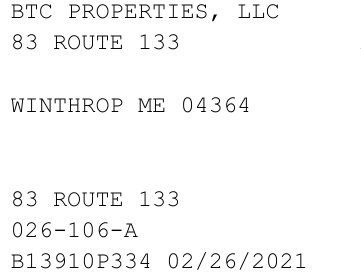 BTC PROPERTIES, LLC
83 ROUTE 133
WINTHROP ME 04364
83 ROUTE 133
026-106-A
B13910P334 02/26/2021